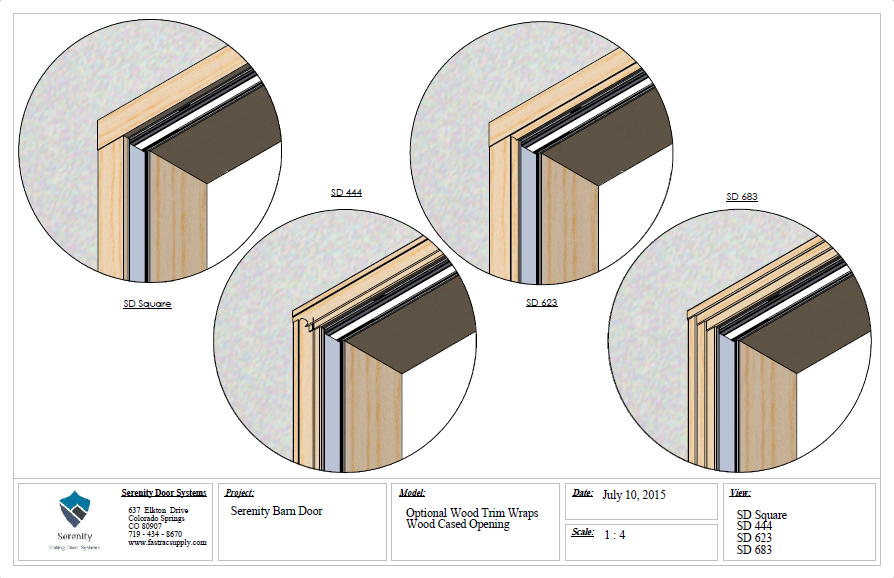 SD 444
SD 683
SD Square
SD 623
Serenity
Sliding Door Systems
Serenity Door Systems
637 Elkton Drive
Colorado Springs
CO 80907
719 - 434 - 8670
www.fastracsupply.com
Project:
Serenity Barn Door
Model:
Optional Wood Trim Wraps
Wood Cased Opening
Date: July 10, 2015
Scale: 1 : 4
View:
SD Square
SD 444
SD 623
SD 683